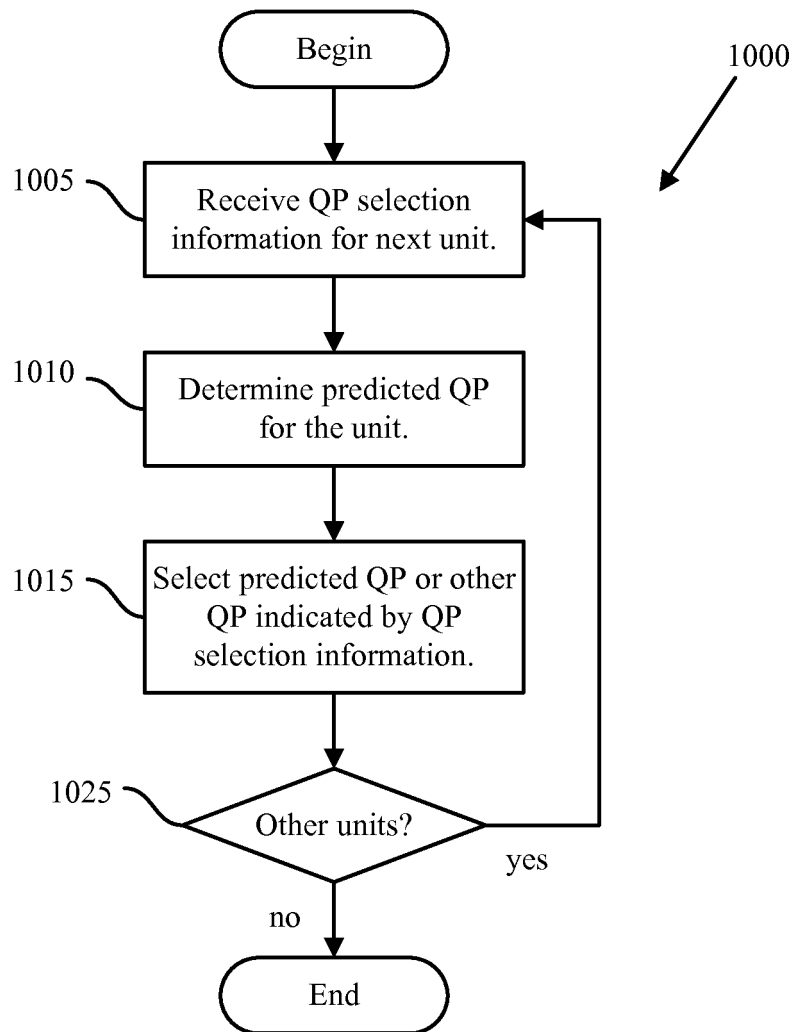 Begin
1000
1005
Receive QP selection
information for next unit.
1010
Determine predicted QP
for the unit.
1015
Select predicted QP or other
QP indicated by QP
selection information.
1025
Other units?
yes
no
End